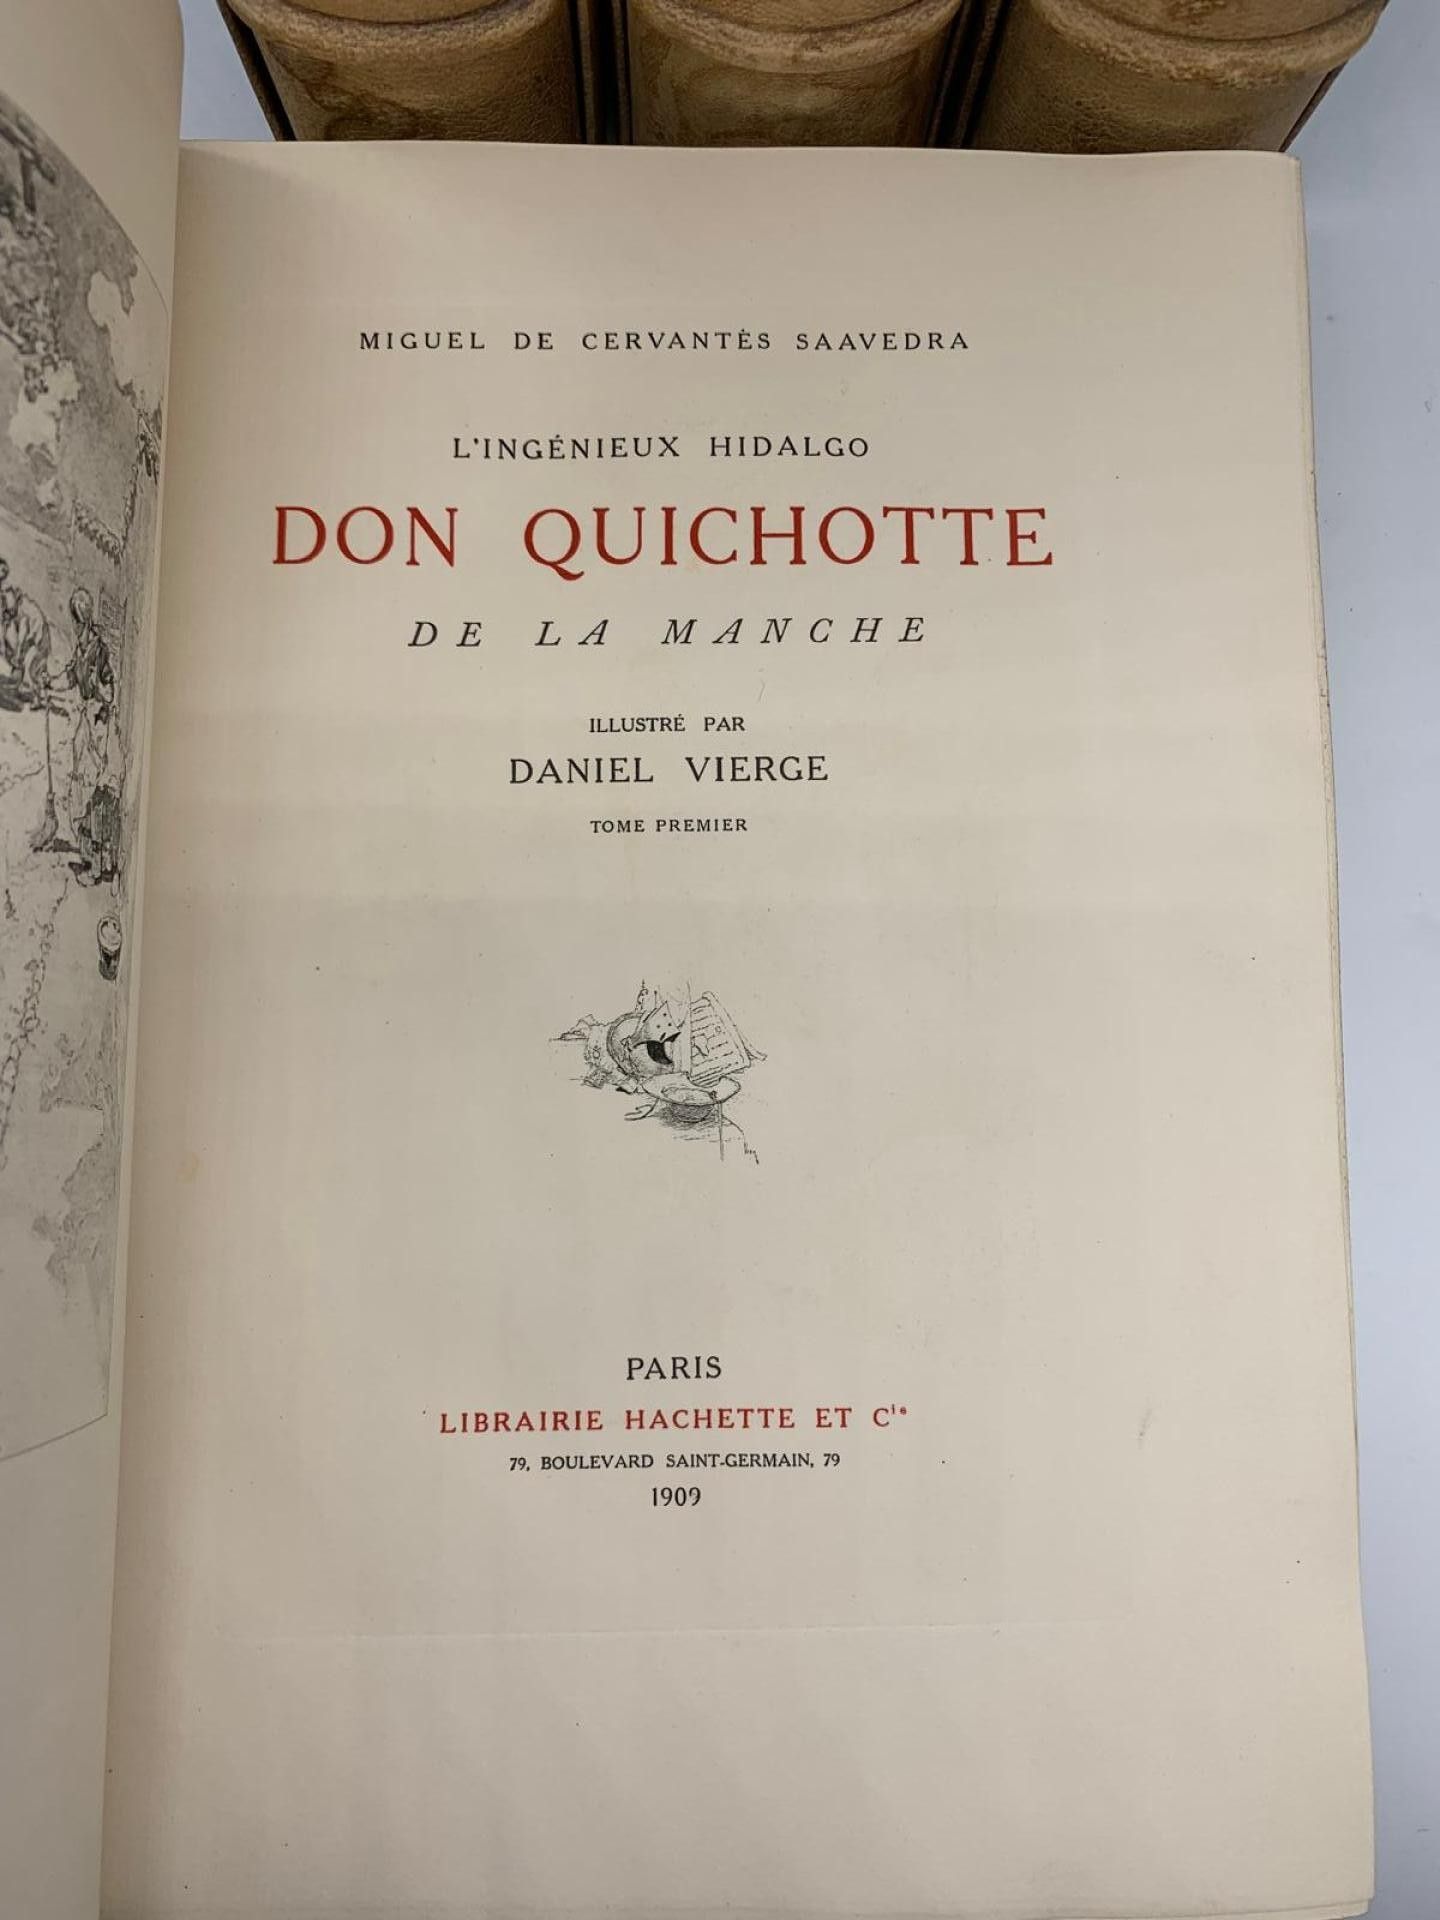 MIGUEL DE CERVANTÈS SAAVEDRA
L'INGÉNIEUX HIDALGO
DON QUICHOTTE
DE LA MANCHE
ILLUSTRÉ PAR
DANIEL VIERGE
TOME PREMIER
PARIS
LIBRAIRIE HACHETTE ET Cie
79, BOULEVARD SAINT-GERMAIN, 79
1909